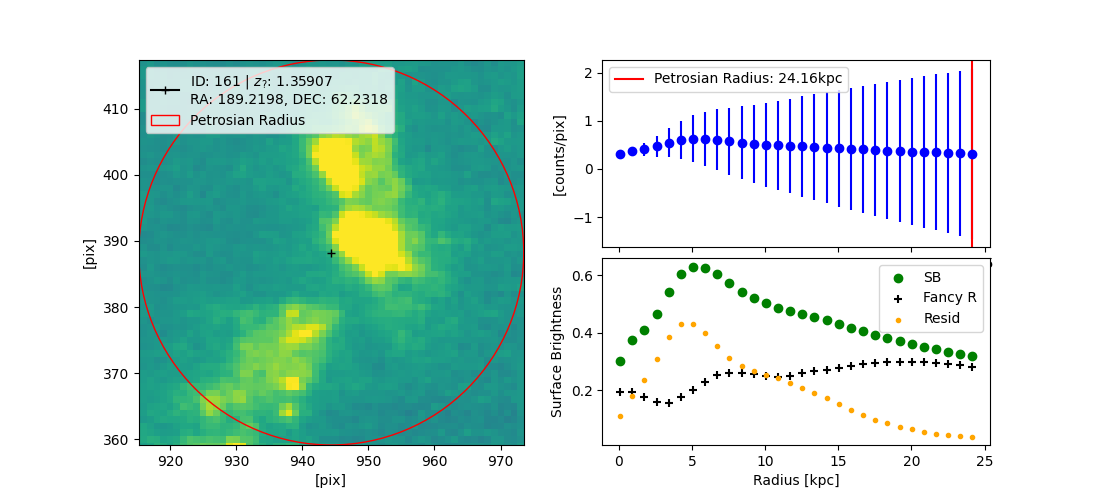 ID: 161 | z?: 1.35907
RA: 189.2198, DEC: 62.2318
Petrosian Radius
410
400
390
380
370
360
[pix]
920
930
940
950
960
970
[pix]
Petrosian Radius: 24.16kpc
2
1
0
−1
[counts/pix]
SB
Fancy R
Resid
0.6
0.4
0.2
Surface Brightness
0
5
10
15
20
25
Radius [kpc]